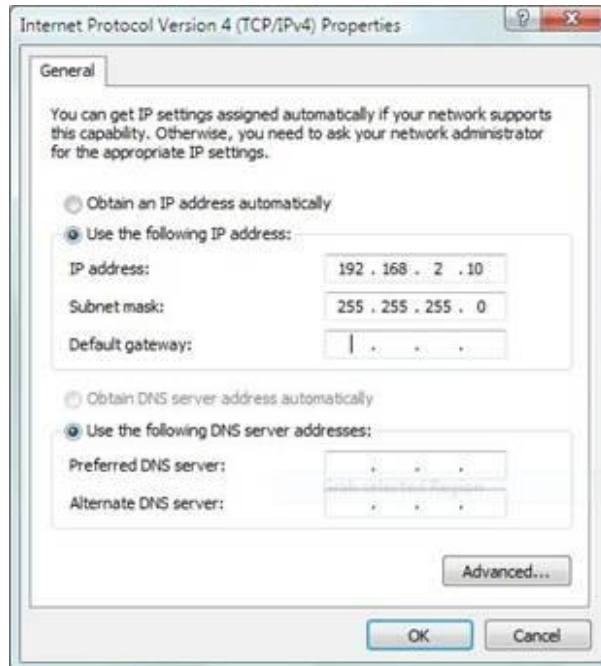 Internet Protocol Version 4 (TCP/IPv4) Properties
General
You can get IP settings assigned automatically if your network supports
this capability. Otherwise, you need to ask your network administrator
for the appropriate IP settings.
Obtain an IP address automatically
Use the following IP address:
IP address: 192 . 168 . 2 . 10
Subnet mask: 255 . 255 . 255 . 0
Default gateway: . . .
Obtain DNS server address automatically
Use the following DNS server addresses:
Preferred DNS server: . . .
Grab selected Region
Alternate DNS server: . . .
Advanced...
OK Cancel